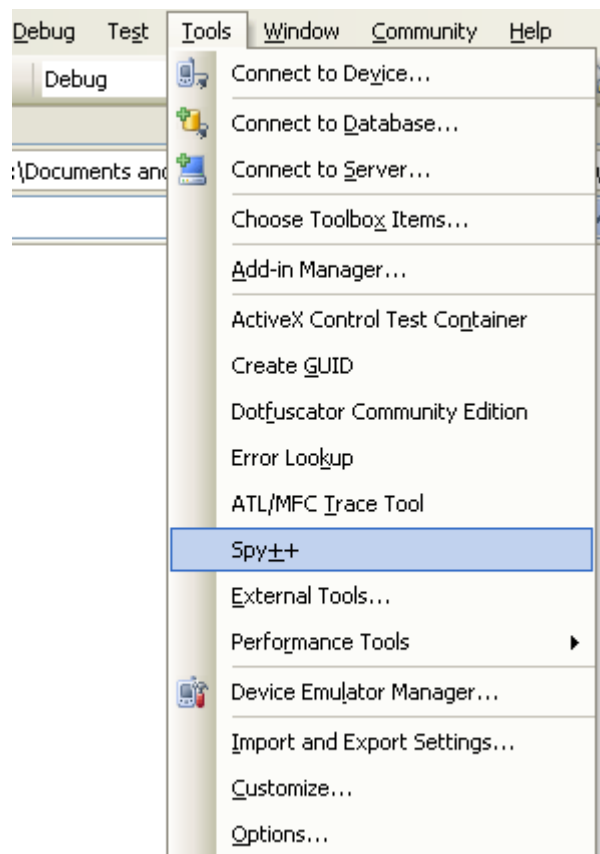 Debug Test Tools Window Community Help
Debug
Connect to Device...
Connect to Database...
:\Documents and
Connect to Server...
Choose Toolbox Items...
Add-in Manager...
ActiveX Control Test Container
Create GUID
Dotfuscator Community Edition
Error Lookup
ATL/MFC Trace Tool
Spy++
External Tools...
Performance Tools
Device Emulator Manager...
Import and Export Settings...
Customize...
Options...